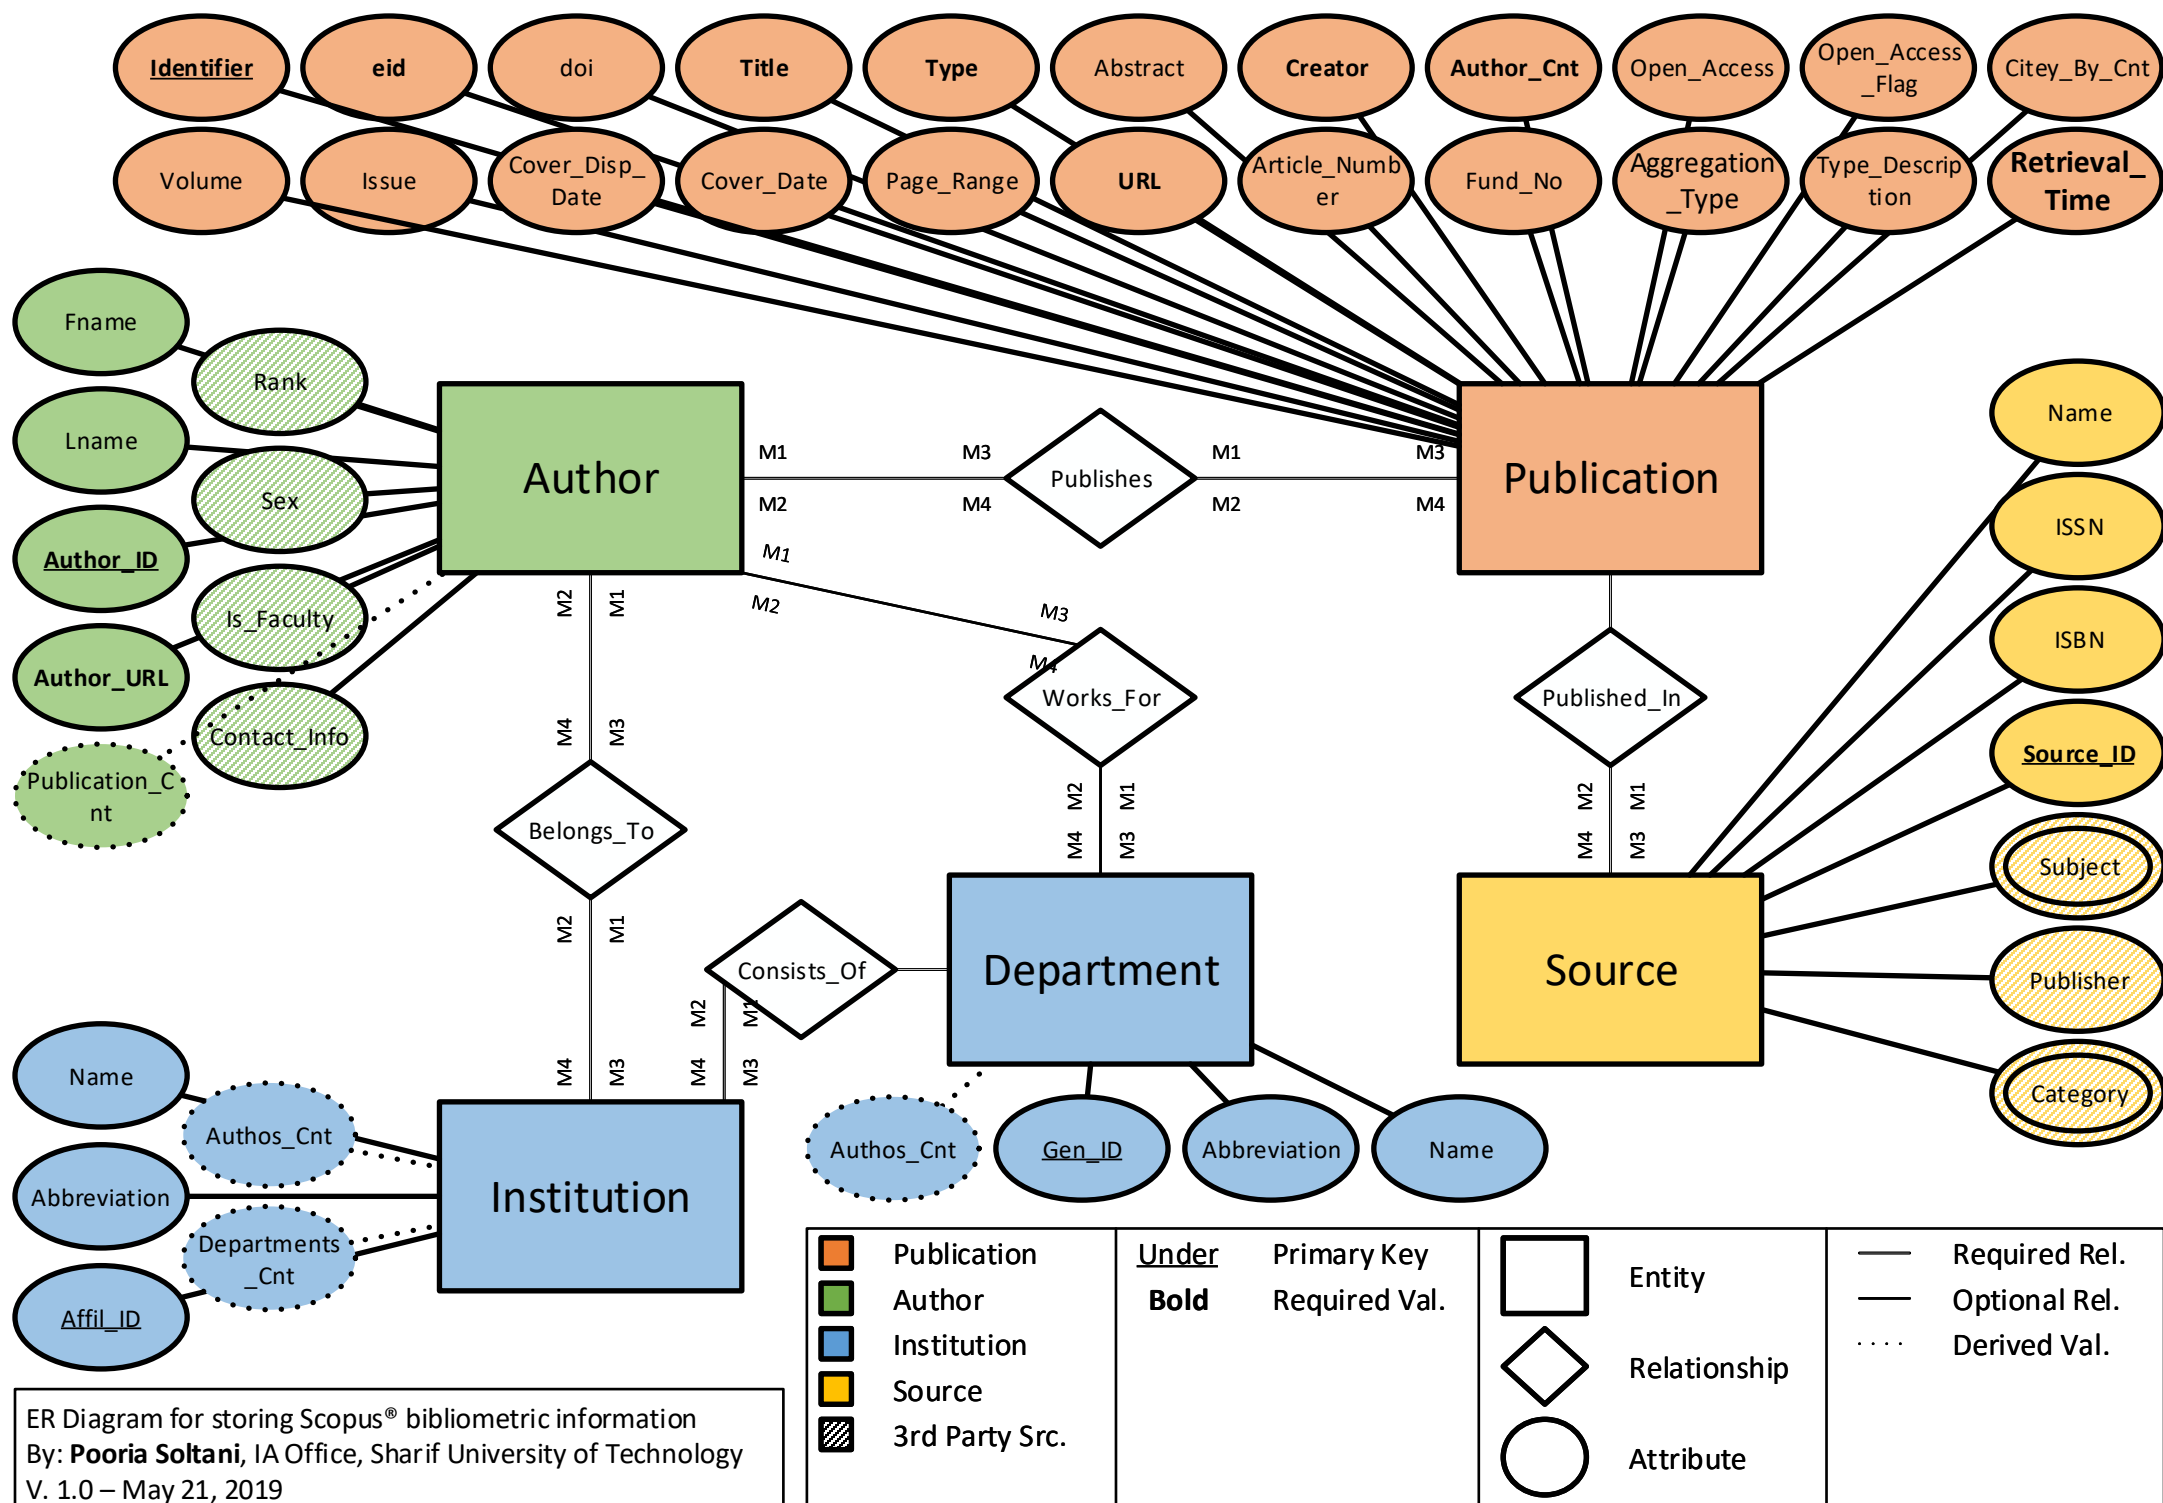 Identifier
eid
doi
Title
Type
Abstract
Creator
Author_Cnt
Open_Access
Open_Access
_Flag
Citey_By_Cnt
Volume
Issue
Cover_Disp_
Date
Cover_Date
Page_Range
URL
Article_Numb
er
Fund_No
Aggregation
_Type
Type_Descrip
tion
Retrieval_
Time
Fname
Rank
Lname
Sex
Author_ID
Is_Faculty
Author_URL
Contact_Info
Publication_C
nt
Author
M1
M2
M3
M4
Publishes
M1
M2
M3
M4
Publication
M1
M2
M3
M4
Works_For
M2
M1
M4
M3
M2
M1
M4
M3
Belongs_To
M2
M1
M4
M3
Published_In
M2
M1
M4
M3
Name
ISSN
ISBN
Source_ID
Subject
Publisher
Category
Source
Department
Consists_Of
M2
M1
M4
M3
Authos_Cnt
Gen_ID
Abbreviation
Name
Name
Authos_Cnt
Abbreviation
Departments
_Cnt
Affil_ID
Institution
Publication
Author
Institution
Source
3rd Party Src.
Under Primary Key
Bold Required Val.
Entity
Relationship
Attribute
Required Rel.
Optional Rel.
Derived Val.
ER Diagram for storing Scopus® bibliometric information
By: Pooria Soltani, IA Office, Sharif University of Technology
V. 1.0 – May 21, 2019